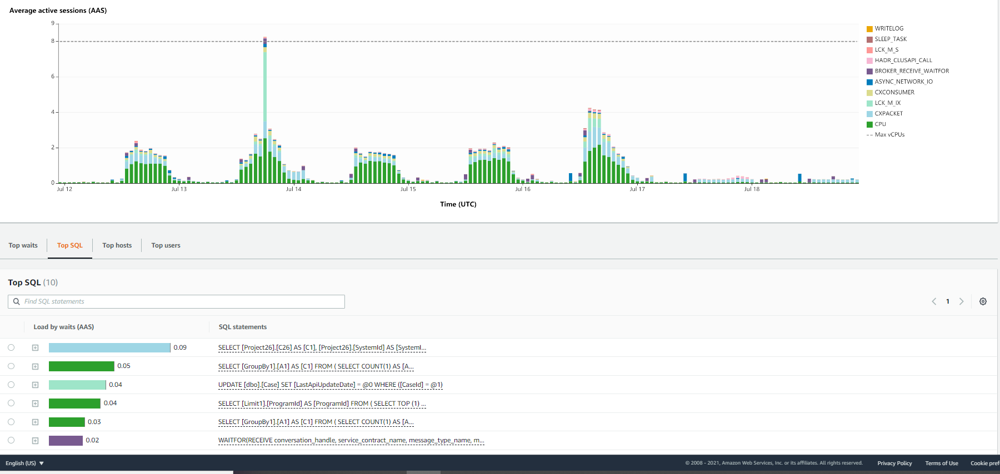 Average active sessions (AAS)
9
8
6
4
2
0
Jul 12 Jul 13 Jul 14 Jul 15 Jul 16 Jul 17 Jul 18
Time (UTC)
WRITELOG
SLEEP_TASK
LCK_M_S
HADR_CLUSAPI_CALL
BROKER_RECEIVE_WAITFOR
ASYNC_NETWORK_IO
CXCONSUMER
LCK_M_IX
CXPACKET
CPU
Max vCPUs
Top waits Top SQL Top hosts Top users
Top SQL (10)
Find SQL statements
1
Load by waits (AAS) SQL statements
0.09 SELECT [Project26].[C26] AS [C1], [Project26].[SystemId] AS [SystemI...
0.05 SELECT [GroupBy1].[A1] AS [C1] FROM ( SELECT COUNT(1) AS [A...
0.04 UPDATE [dbo].[Case] SET [LastApiUpdateDate] = @0 WHERE ([CaseId] = @1)
0.04 SELECT [Limit1].[ProgramId] AS [ProgramId] FROM ( SELECT TOP (1) ...
0.03 SELECT [GroupBy1].[A1] AS [C1] FROM ( SELECT COUNT(1) AS [A...
0.02 WAITFOR(RECEIVE conversation_handle, service_contract_name, message_type_name, m...
English (US) © 2008 - 2021, Amazon Web Services, Inc. or its affiliates. All rights reserved. Privacy Policy Terms of Use Cookie pref